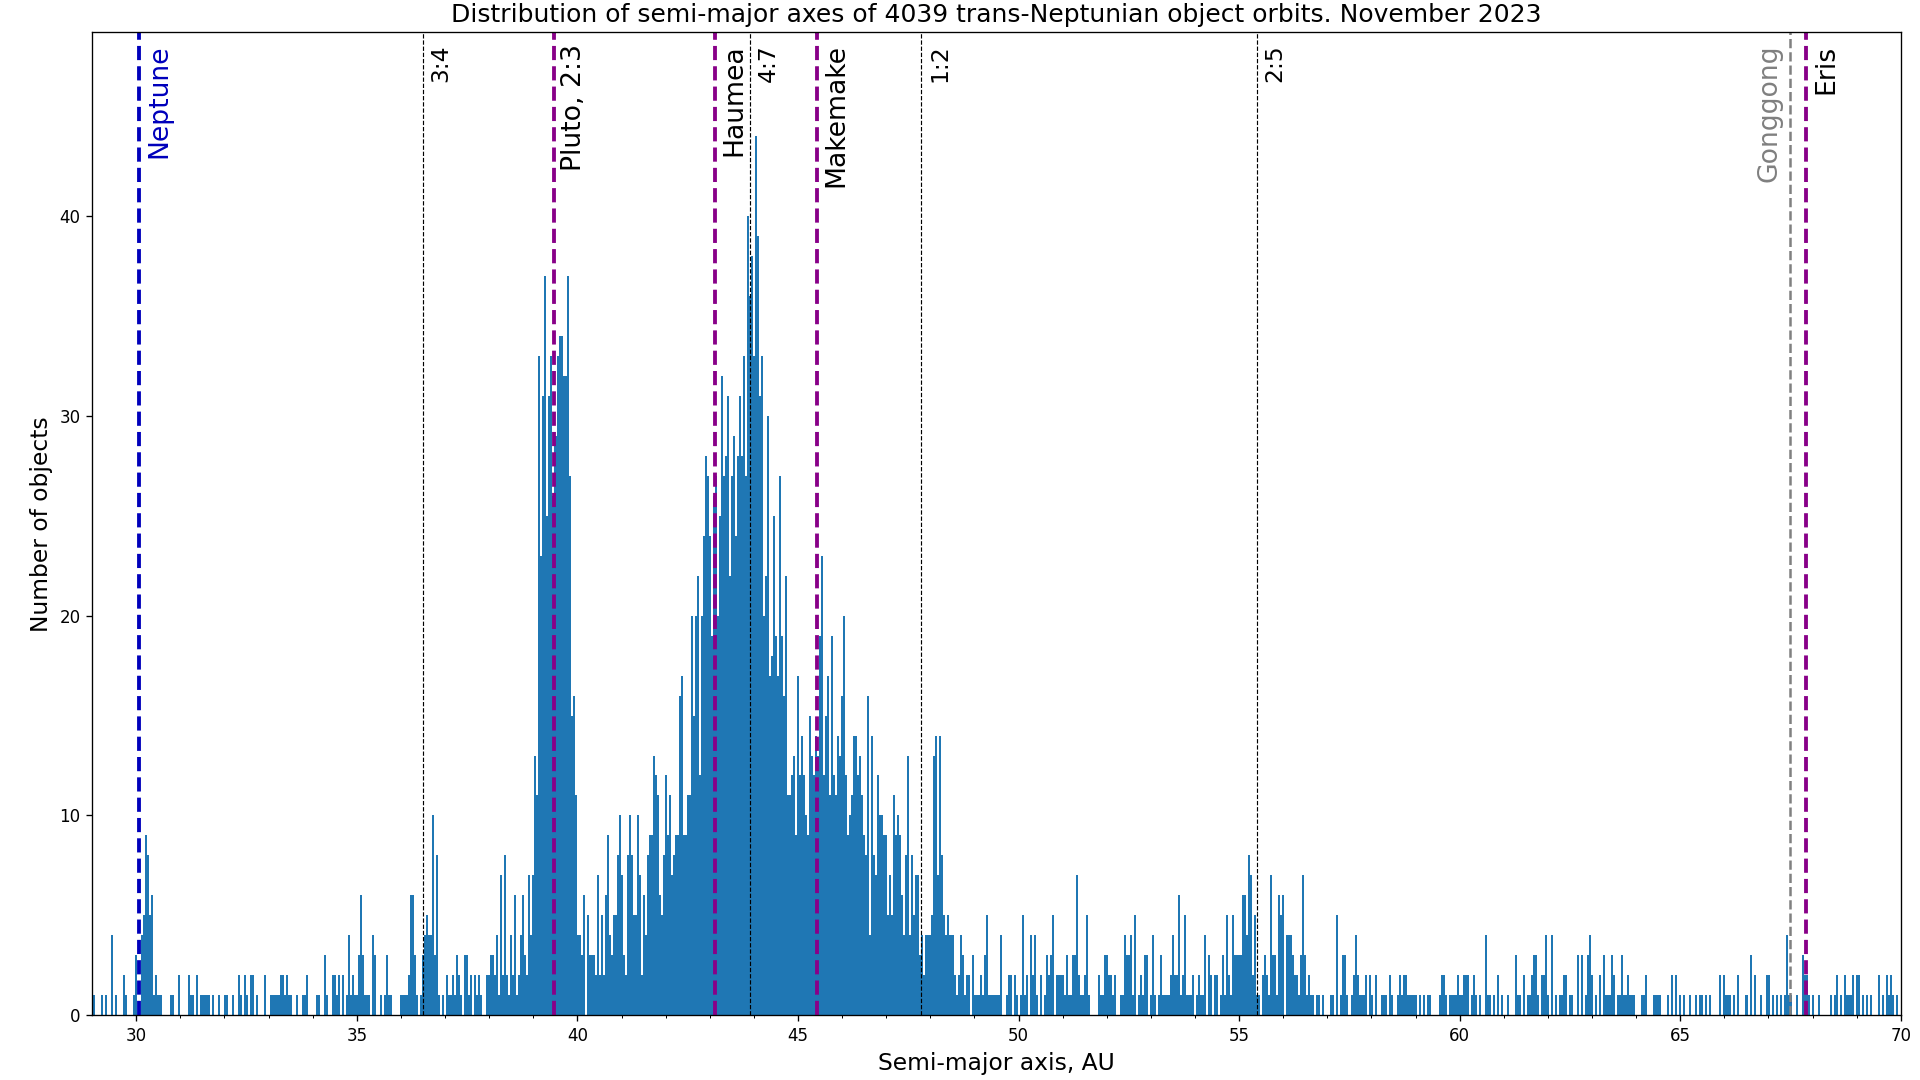 Distribution of semi-major axes of 4039 trans-Neptunian object orbits. November 2023
Neptune
3:4
Pluto, 2:3
Haumea
4:7
Makemake
1:2
2:5
Gonggong
Eris
Number of objects
40
30
20
10
0
30
35
40
45
50
55
60
65
70
Semi-major axis, AU